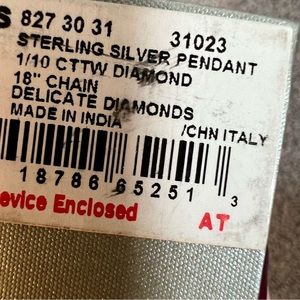 S 827 30 31 31023
STERLING SILVER PENDANT
1/10 CTTW DIAMOND
18" CHAIN
DELICATE DIAMONDS
MADE IN INDIA /CHN ITALY
18786 65251 3
evice Enclosed AT